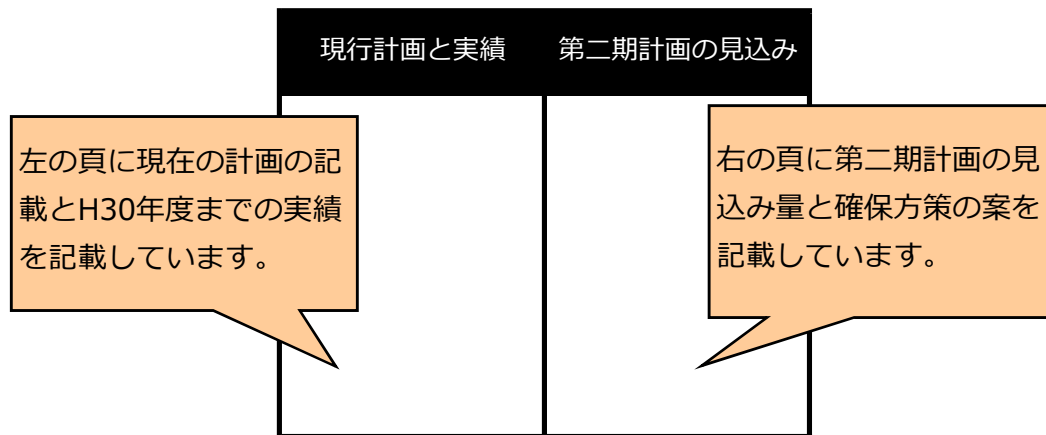 現行計画と実績
第二期計画の見込み
左の頁に現在の計画の記
載とH30年度までの実績
を記載しています。
右の頁に第二期計画の見
込み量と確保方策の案を
記載しています。